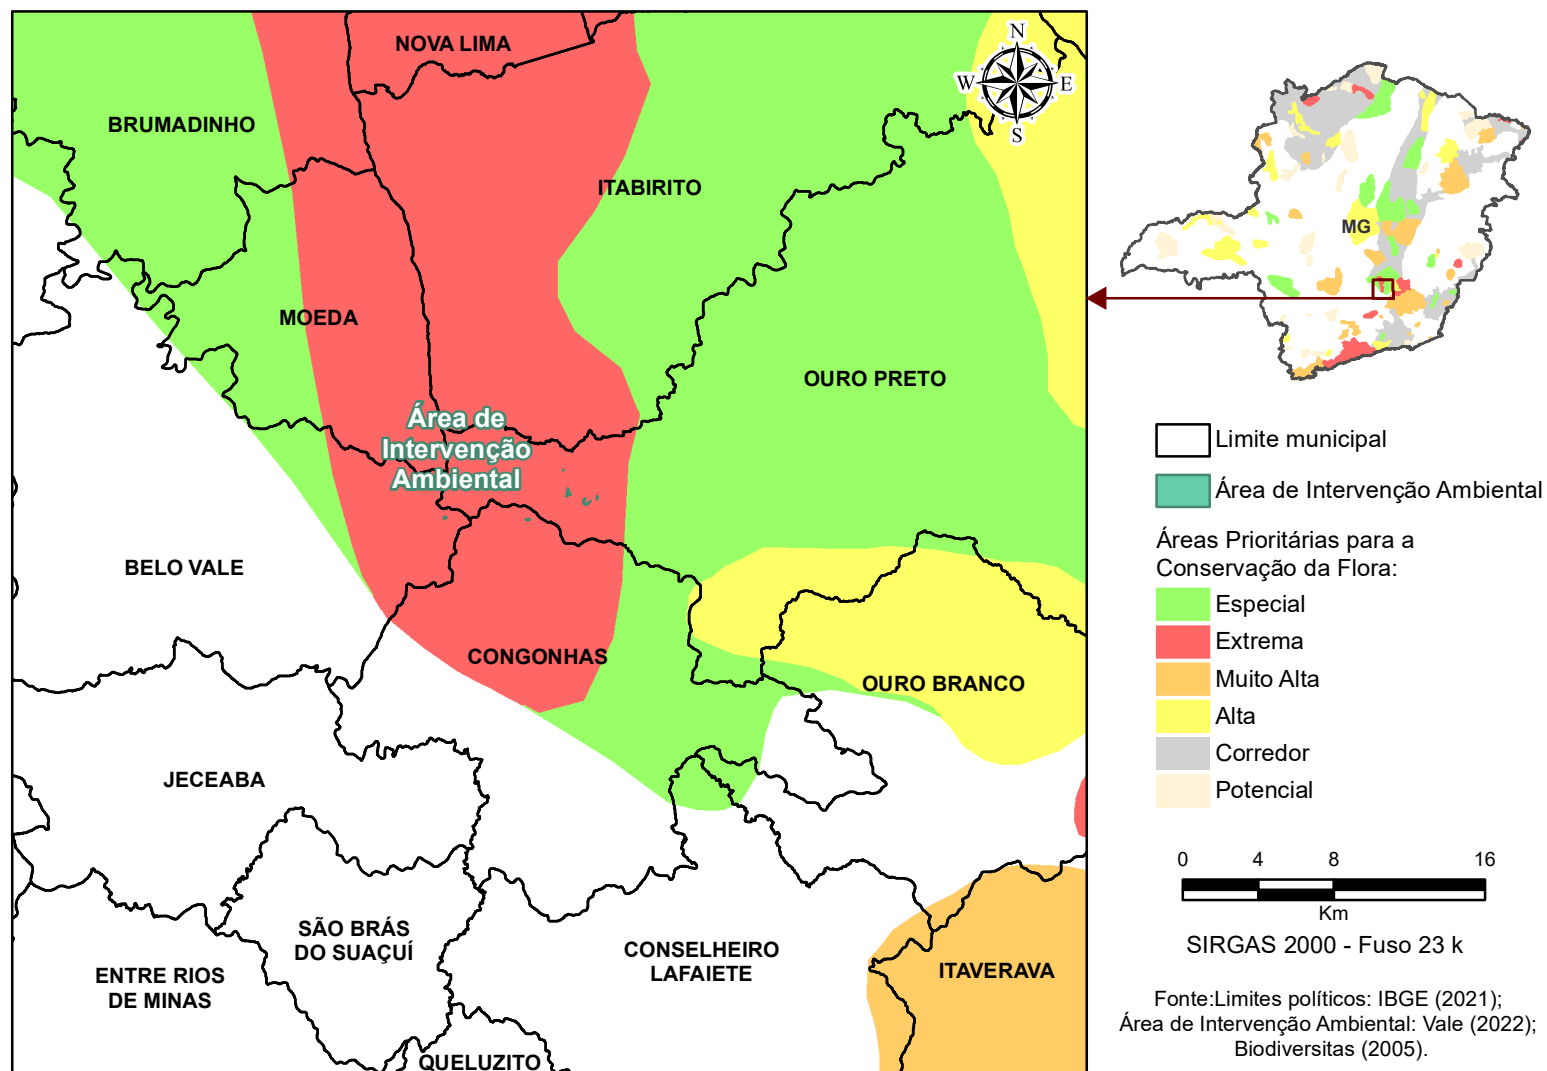 NOVA LIMA
N
W
E
S
BRUMADINHO
ITABIRITO
MOEDA
OURO PRETO
Área de
Intervenção
Ambiental
BELO VALE
CONGONHAS
OURO BRANCO
JECEABA
SÃO BRÁS
DO SUAÇUÍ
CONSELHEIRO
LAFAIETE
ITAVERAVA
ENTRE RIOS
DE MINAS
QUELUZITO
MG
Limite municipal
Área de Intervenção Ambiental
Áreas Prioritárias para a
Conservação da Flora:
Especial
Extrema
Muito Alta
Alta
Corredor
Potencial
0 4 8 16
Km
SIRGAS 2000 - Fuso 23 k
Fonte:Limites políticos: IBGE (2021);
Área de Intervenção Ambiental: Vale (2022);
Biodiversitas (2005).